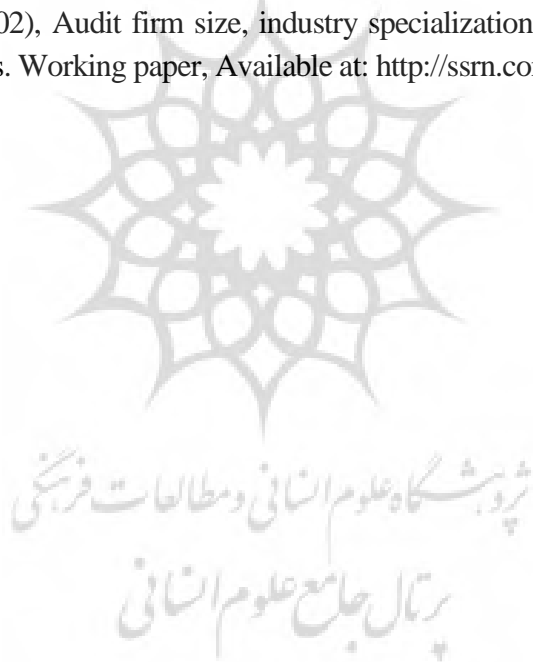 02), Audit firm size, industry specialization
s. Working paper, Available at: http://ssrn.co
پژوهشگاه علوم انسانی و مطالعات فرهنگی
پرتال جامع علوم انسانی